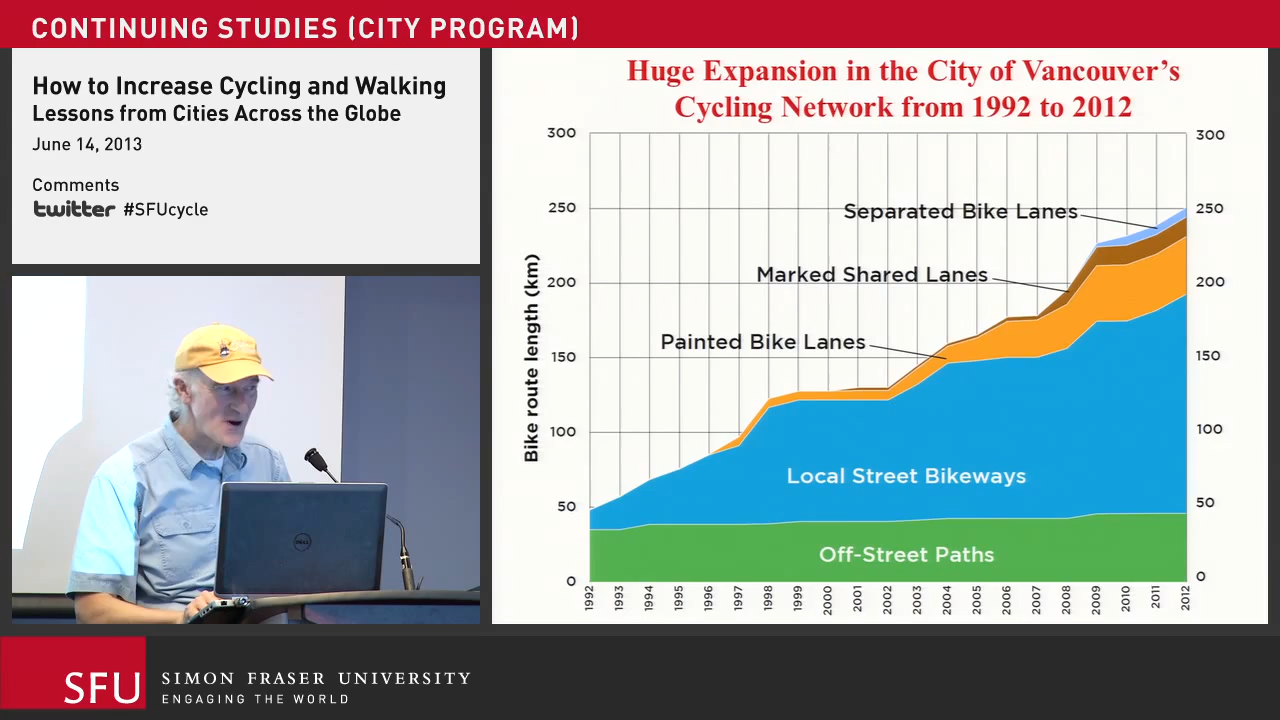 CONTINUING STUDIES (CITY PROGRAM)
How to Increase Cycling and Walking
Lessons from Cities Across the Globe
June 14, 2013
Comments
twitter #SFUcycle
Huge Expansion in the City of Vancouver's
Cycling Network from 1992 to 2012
300
250
200
150
100
50
0
300
250
200
150
100
50
0
Bike route length (km)
Separated Bike Lanes
Marked Shared Lanes
Painted Bike Lanes
Local Street Bikeways
Off-Street Paths
1992 1993 1994 1995 1996 1997 1998 1999 2000 2001 2002 2003 2004 2005 2006 2007 2008 2009 2010 2011 2012
DELL
SFU
SIMON FRASER UNIVERSITY
ENGAGING THE WORLD